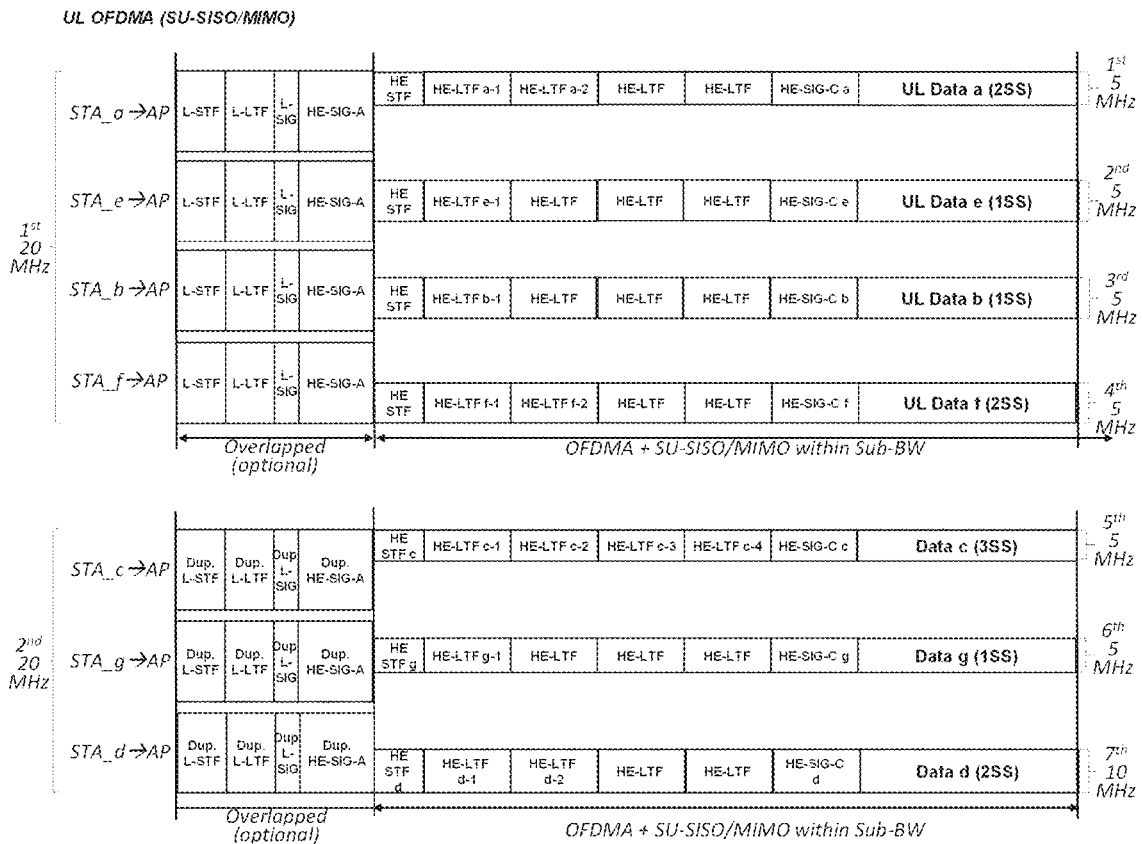 UL OFDMA (SU-SISO/MIMO)
1st
20
MHz
STA_a→AP
L-STF
L-LTF
L-
SIG
HE-SIG-A
HE
STF
HE-LTF a-1
HE-LTF a-2
HE-LTF
HE-LTF
HE-SIG-C a
UL Data a (2SS)
1st
5
MHz
STA_e→AP
L-STF
L-LTF
L-
SIG
HE-SIG-A
HE
STF
HE-LTF e-1
HE-LTF
HE-LTF
HE-LTF
HE-SIG-C e
UL Data e (1SS)
2nd
5
MHz
STA_b→AP
L-STF
L-LTF
L-
SIG
HE-SIG-A
HE
STF
HE-LTF b-1
HE-LTF
HE-LTF
HE-LTF
HE-SIG-C b
UL Data b (1SS)
3rd
5
MHz
STA_f→AP
L-STF
L-LTF
L-
SIG
HE-SIG-A
HE
STF
HE-LTF f-1
HE-LTF f-2
HE-LTF
HE-LTF
HE-SIG-C f
UL Data f (2SS)
4th
5
MHz
Overlapped
(optional)
OFDMA + SU-SISO/MIMO within Sub-BW
2nd
20
MHz
STA_c→AP
Dup.
L-STF
Dup.
L-LTF
Dup.
L-
SIG
Dup.
HE-SIG-A
HE
STF c
HE-LTF c-1
HE-LTF c-2
HE-LTF c-3
HE-LTF c-4
HE-SIG-C c
Data c (3SS)
5th
5
MHz
STA_g→AP
Dup.
L-STF
Dup.
L-LTF
Dup.
L-
SIG
Dup.
HE-SIG-A
HE
STF g
HE-LTF g-1
HE-LTF
HE-LTF
HE-LTF
HE-SIG-C g
Data g (1SS)
6th
5
MHz
STA_d→AP
Dup.
L-STF
Dup.
L-LTF
Dup.
L-
SIG
Dup.
HE-SIG-A
HE
STF
d
HE-LTF
d-1
HE-LTF
d-2
HE-LTF
HE-LTF
HE-SIG-C
d
Data d (2SS)
7th
10
MHz
Overlapped
(optional)
OFDMA + SU-SISO/MIMO within Sub-BW